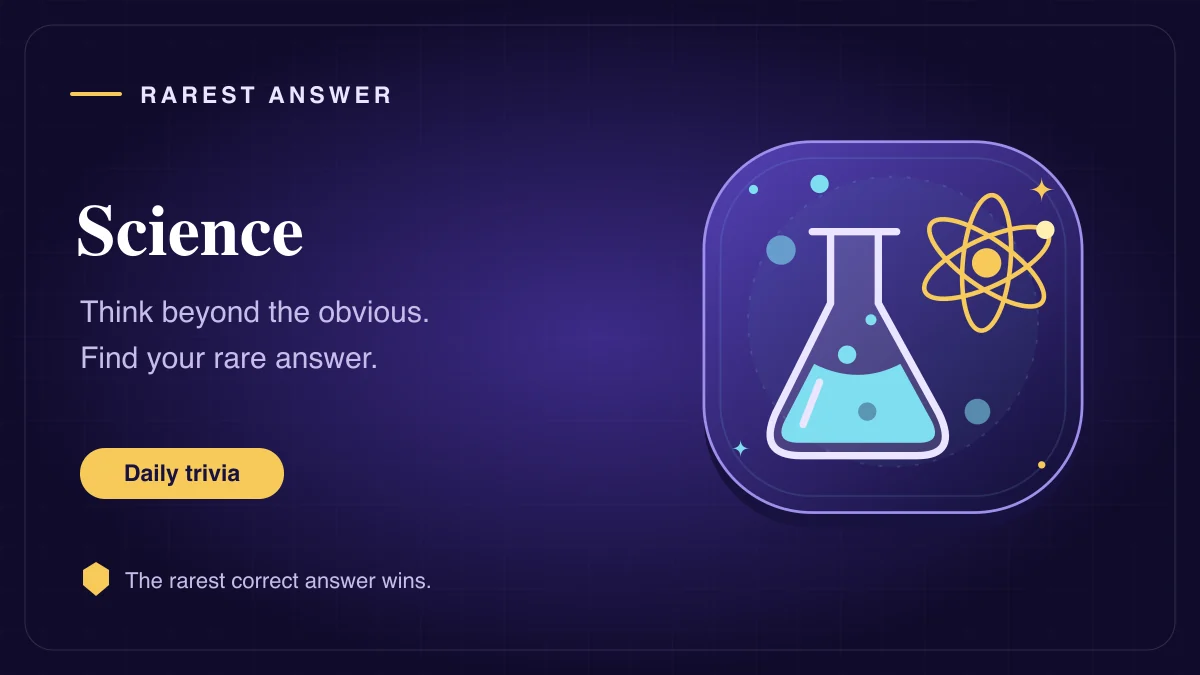 RAREST ANSWER
Science
Think beyond the obvious.
Find your rare answer.
Daily trivia
The rarest correct answer wins.